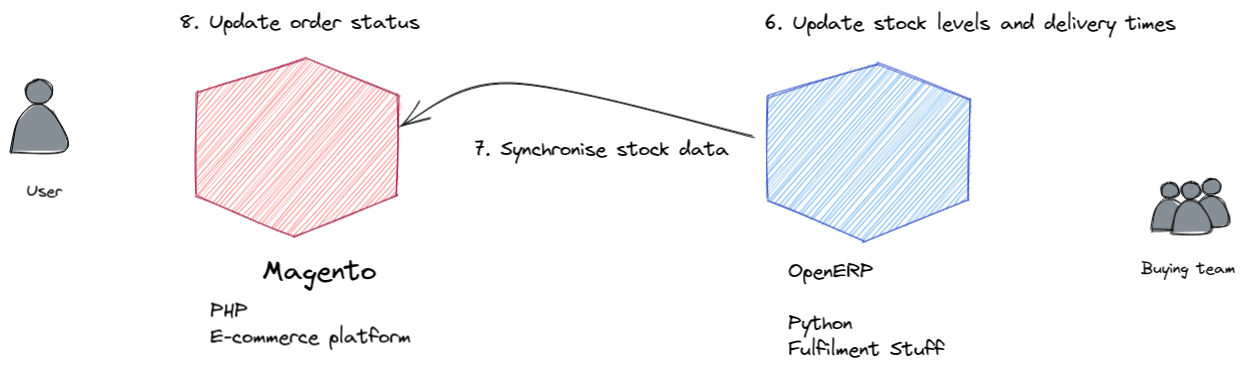 8. Update order status
6. Update stock levels and delivery times
7. Synchronise stock data
User
Magento
PHP
E-commerce platform
OpenERP
Python
Fulfilment Stuff
Buying team